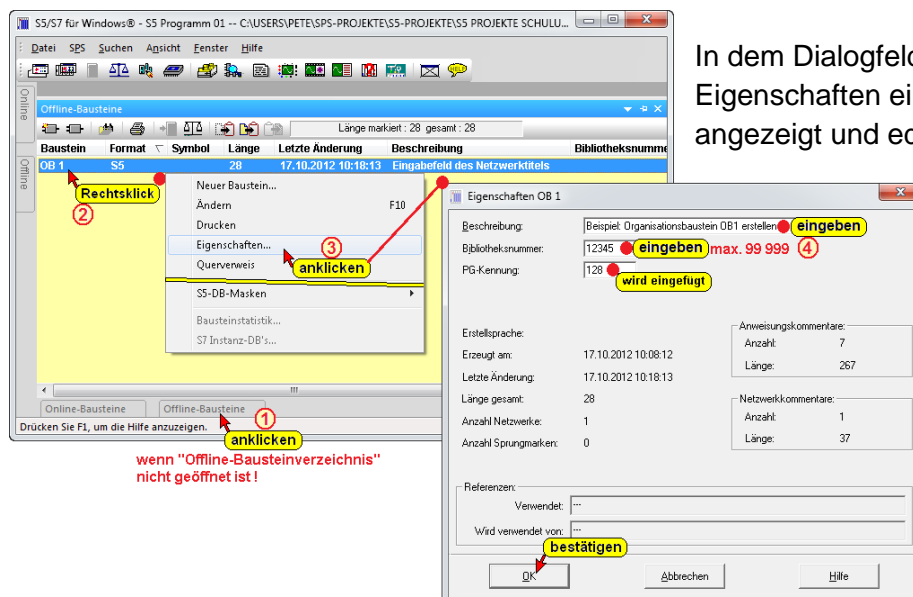 S5/S7 für Windows® - S5 Programm 01 -- C:\USERS\PETE\SPS-PROJEKTE\S5-PROJEKTE\S5 PROJEKTE SCHULU...
Datei SPS Suchen Ansicht Fenster Hilfe
HELP
Online
Offline
Offline-Bausteine
Länge markiert : 28 gesamt : 28
Baustein Format Symbol Länge Letzte Änderung Beschreibung Bibliotheksnumme
OB 1 S5 28 17.10.2012 10:18:13 Eingabefeld des Netzwerktitels
Rechtsklick
2
Neuer Baustein...
Ändern F10
Drucken
Eigenschaften...
3
anklicken
Querverweis
S5-DB-Masken
Bausteinstatistik...
S7 Instanz-DB's...
Online-Bausteine Offline-Bausteine
1
anklicken
Drücken Sie F1, um die Hilfe anzuzeigen.
wenn "Offline-Bausteinverzeichnis"
nicht geöffnet ist !
In dem Dialogfeld
Eigenschaften ei
angezeigt und ed
Eigenschaften OB 1
Beschreibung: Beispiel: Organisationsbaustein OB1 erstellen eingeben
Bibliotheksnummer: 12345 eingeben max. 99 999 4
PG-Kennung: 128
wird eingefügt
Erstellsprache:
Erzeugt am: 17.10.2012 10:08:12
Letzte Änderung: 17.10.2012 10:18:13
Länge gesamt: 28
Anzahl Netzwerke: 1
Anzahl Sprungmarken: 0
Anweisungskommentare:
Anzahl: 7
Länge: 267
Netzwerkkommentare:
Anzahl: 1
Länge: 37
Referenzen:
Verwendet: ---
Wird verwendet von: ---
bestätigen
OK Abbrechen Hilfe